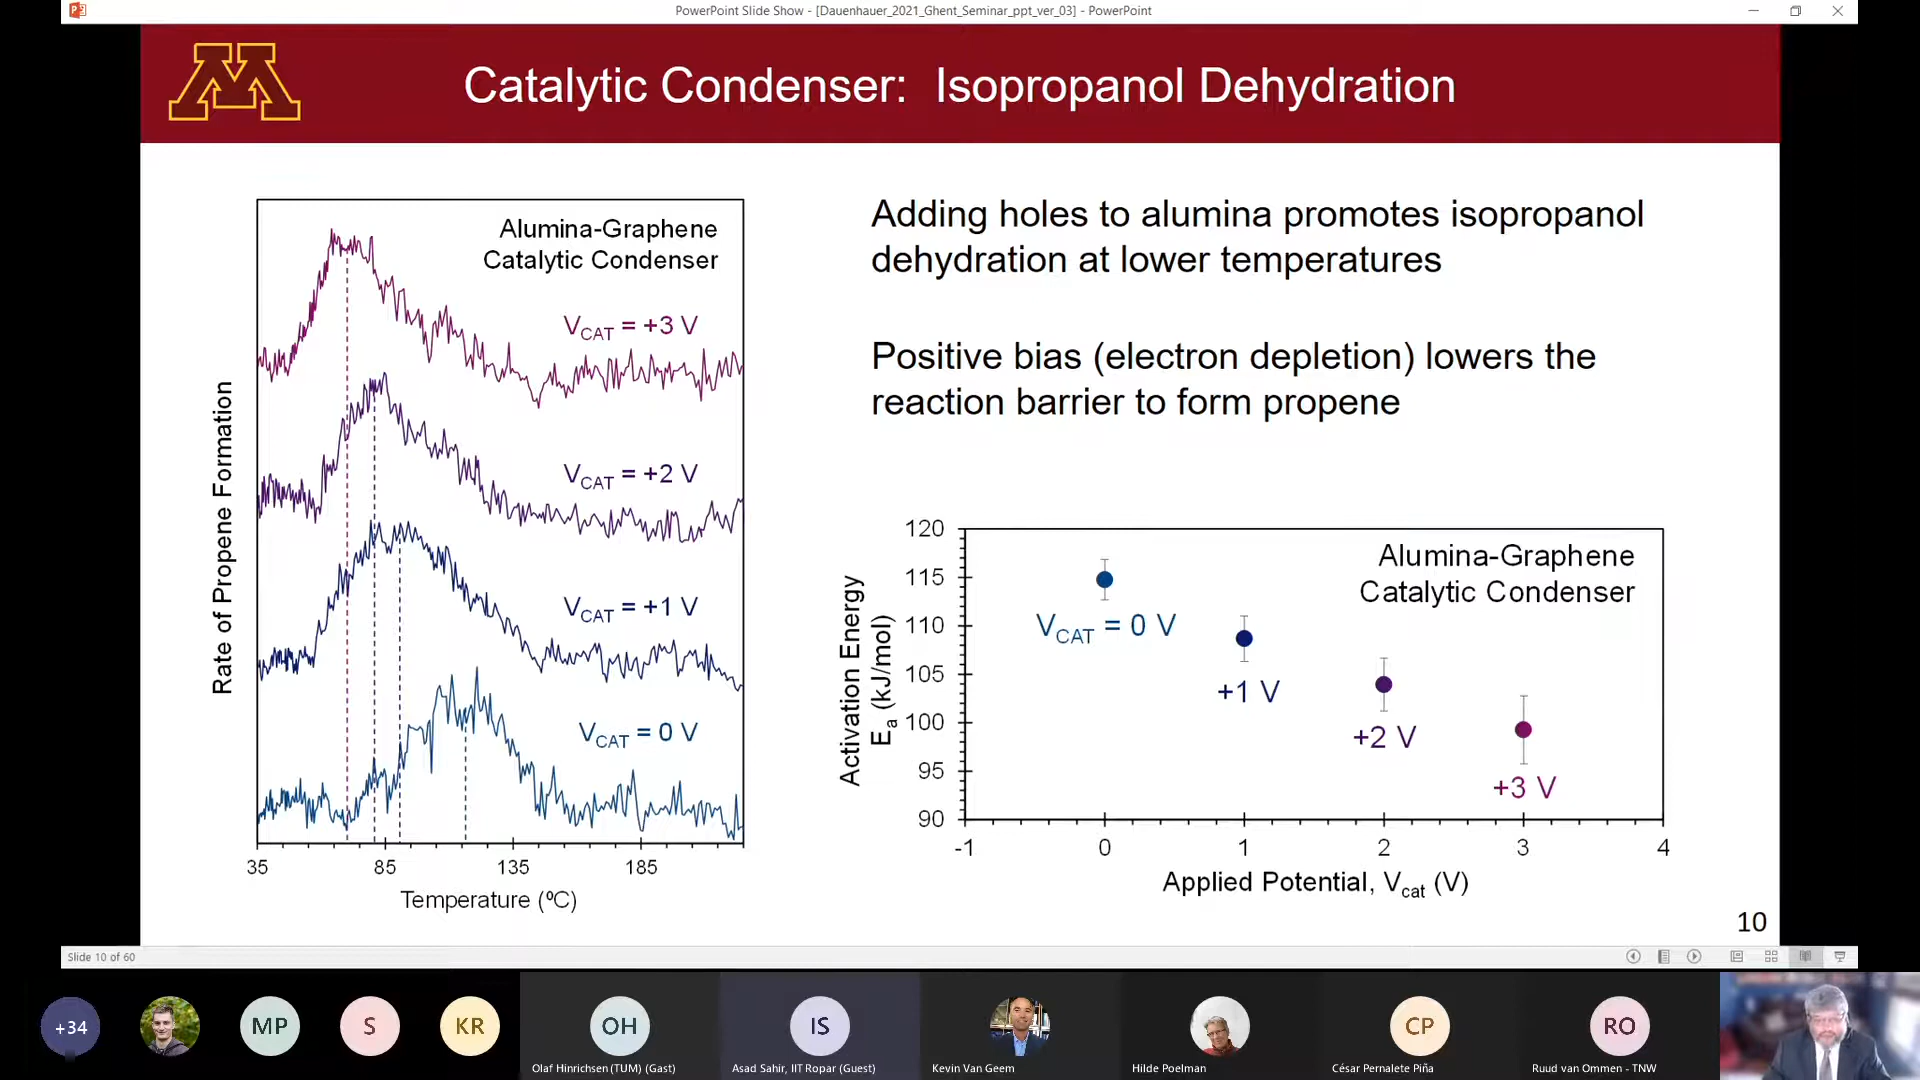 PowerPoint Slide Show - [Dauenhauer_2021_Ghent_Seminar_ppt_ver_03] - PowerPoint
Catalytic Condenser: Isopropanol Dehydration
Alumina-Graphene
Catalytic Condenser
V_CAT = +3 V
V_CAT = +2 V
V_CAT = +1 V
V_CAT = 0 V
Rate of Propene Formation
35 85 135 185
Temperature (⁰C)
Adding holes to alumina promotes isopropanol
dehydration at lower temperatures
Positive bias (electron depletion) lowers the
reaction barrier to form propene
120
115
110
105
100
95
90
Activation Energy
E_a (kJ/mol)
Alumina-Graphene
Catalytic Condenser
V_CAT = 0 V
+1 V
+2 V
+3 V
-1 0 1 2 3 4
Applied Potential, V_cat (V)
10
Slide 10 of 60
+34
MP
S
KR
OH
IS
CP
RO
Olaf Hinrichsen (TUM) (Gast)
Asad Sahir, IIT Ropar (Guest)
Kevin Van Geem
Hilde Poelman
César Pernalete Piña
Ruud van Ommen - TNW